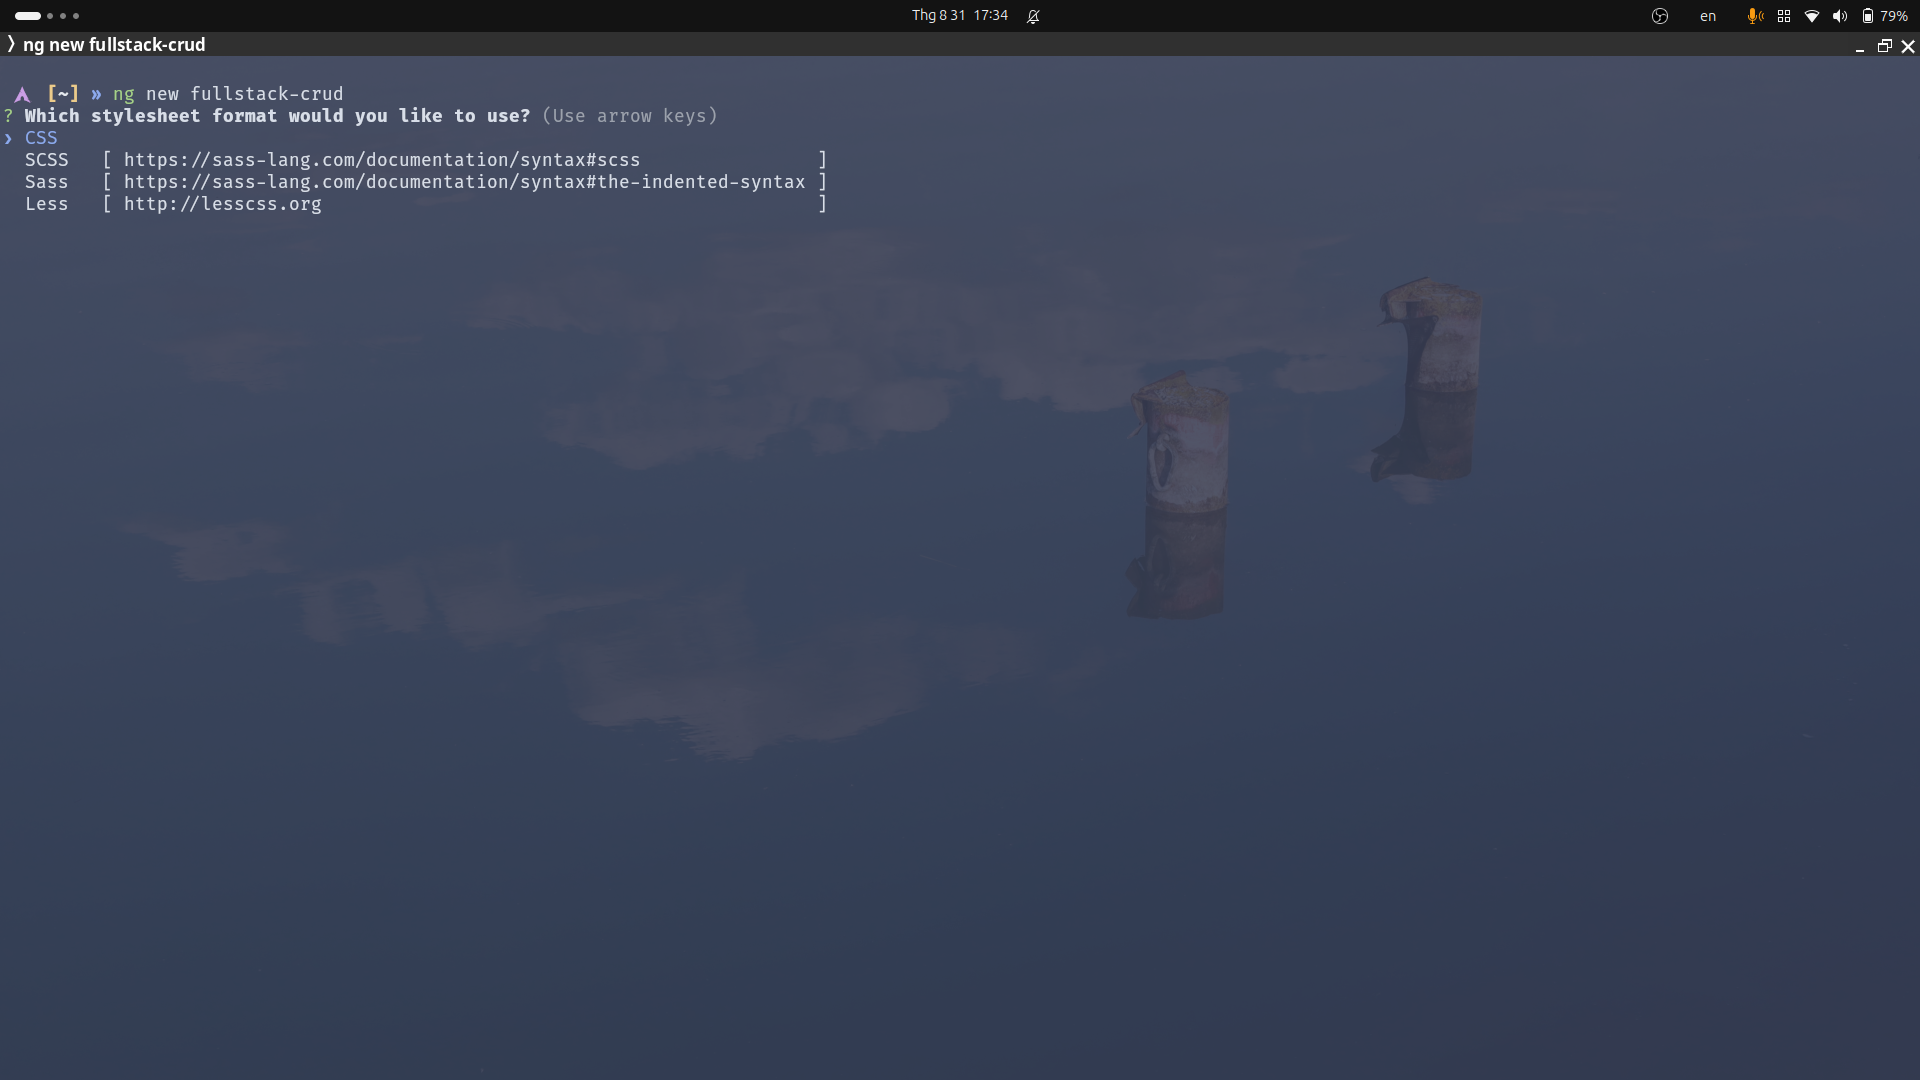 Thg 8 31 17:34
en
79%
❭ ng new fullstack-crud
[~] » ng new fullstack-crud
? Which stylesheet format would you like to use? (Use arrow keys)
❯ CSS
SCSS [ https://sass-lang.com/documentation/syntax#scss ]
Sass [ https://sass-lang.com/documentation/syntax#the-indented-syntax ]
Less [ http://lesscss.org ]